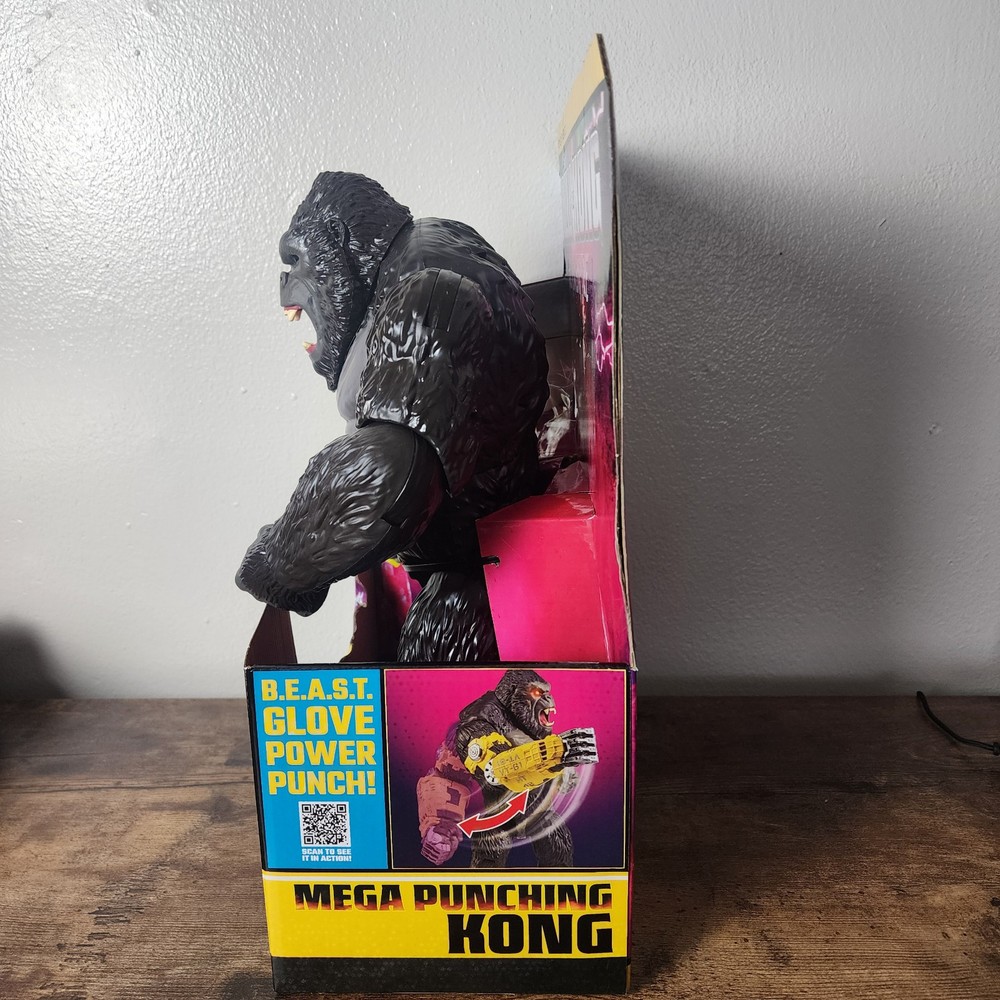 B.E.A.S.T.
GLOVE
POWER
PUNCH!
SCAN TO SEE
IT IN ACTION!
MEGA PUNCHING
KONG